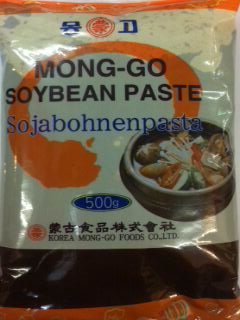 몽고
MONG-GO
SOYBEAN PASTE
Sojabohnenpasta
500g
蒙古食品株式會社
KOREA MONG-GO FOODS CO.,LTD.